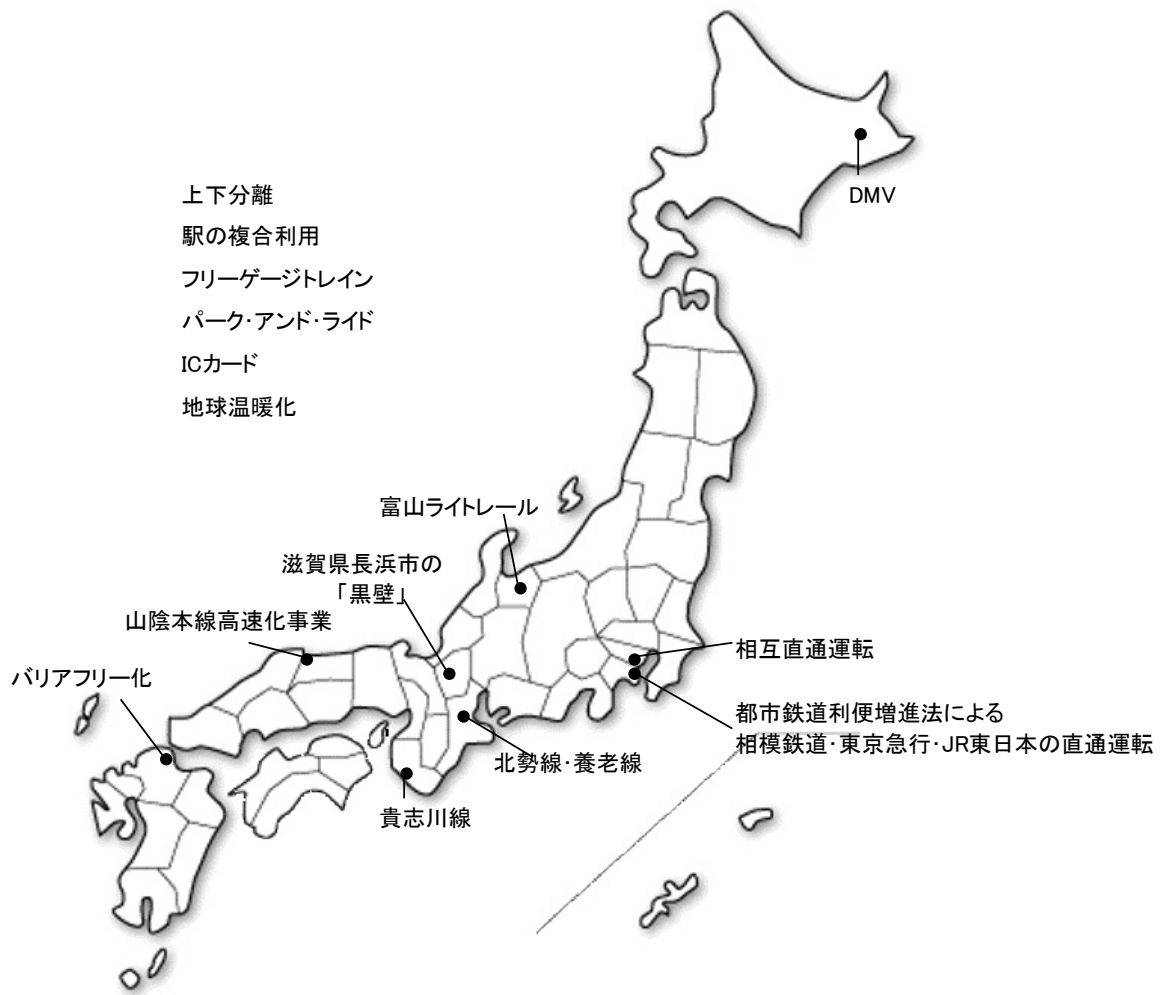 DMV
上下分離
駅の複合利用
フリーゲージトレイン
パーク・アンド・ライド
ICカード
地球温暖化
富山ライトレール
滋賀県長浜市の
「黒壁」
山陰本線高速化事業
バリアフリー化
相互直通運転
都市鉄道利便増進法による
相模鉄道・東京急行・JR東日本の直通運転
北勢線・養老線
貴志川線